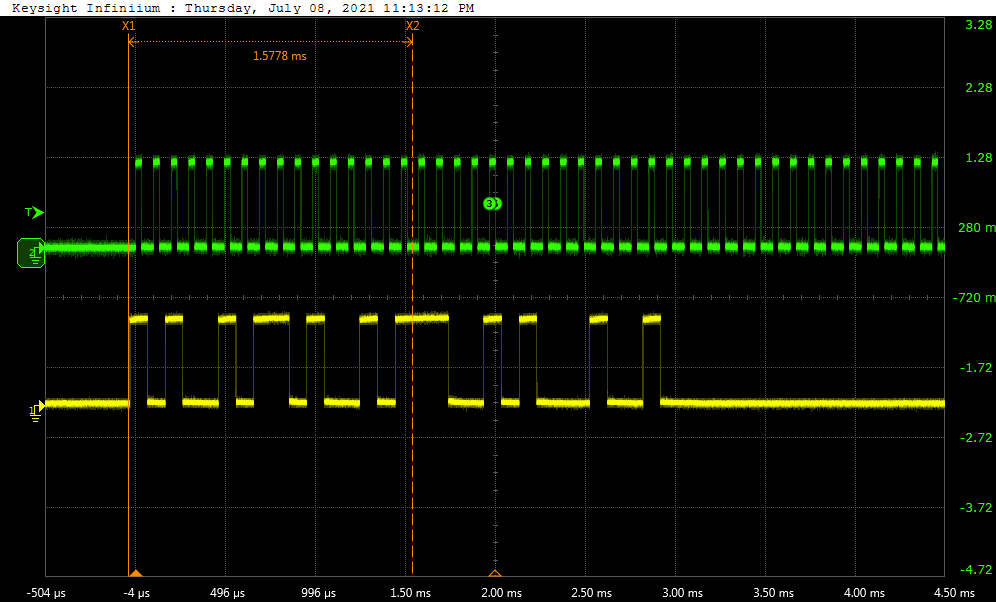 Keysight Infiniium : Thursday, July 08, 2021 11:13:12 PM
X1 X2
1.5778 ms
3.28
2.28
1.28
T
3
2
280 m
-720 m
-1.72
1
-2.72
-3.72
-4.72
-504 µs -4 µs 496 µs 996 µs 1.50 ms 2.00 ms 2.50 ms 3.00 ms 3.50 ms 4.00 ms 4.50 ms